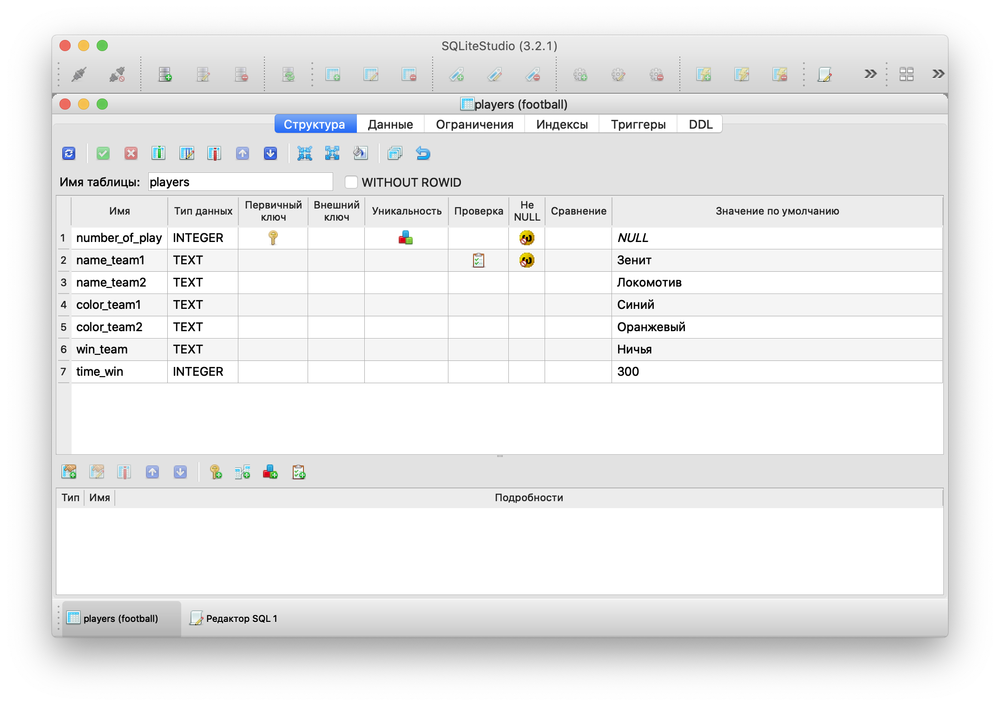 SQLiteStudio (3.2.1)
players (football)
Структура Данные Ограничения Индексы Триггеры DDL
Имя таблицы: players WITHOUT ROWID
Имя Тип данных Первичный ключ Внешний ключ Уникальность Проверка Не NULL Сравнение Значение по умолчанию
1 number_of_play INTEGER NULL
2 name_team1 TEXT Зенит
3 name_team2 TEXT Локомотив
4 color_team1 TEXT Синий
5 color_team2 TEXT Оранжевый
6 win_team TEXT Ничья
7 time_win INTEGER 300
Тип Имя Подробности
players (football) Редактор SQL 1